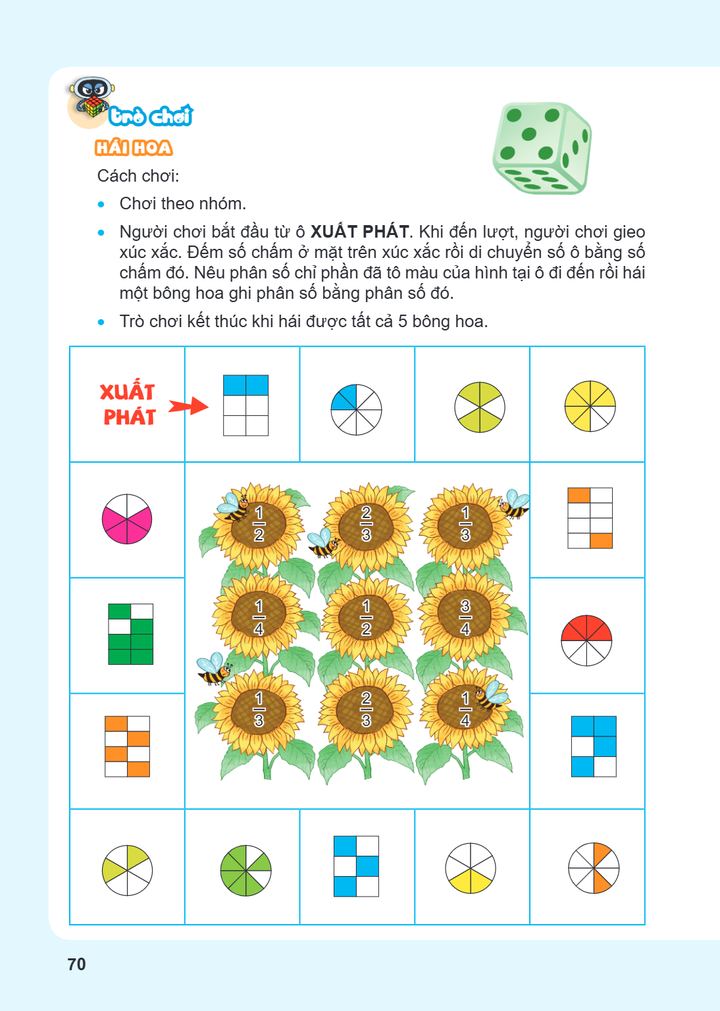 trò chơi
HÁI HOA
Cách chơi:
• Chơi theo nhóm.
• Người chơi bắt đầu từ ô XUẤT PHÁT. Khi đến lượt, người chơi gieo
xúc xắc. Đếm số chấm ở mặt trên xúc xắc rồi di chuyển số ô bằng số
chấm đó. Nêu phân số chỉ phần đã tô màu của hình tại ô đi đến rồi hái
một bông hoa ghi phân số bằng phân số đó.
• Trò chơi kết thúc khi hái được tất cả 5 bông hoa.
XUẤT
PHÁT
1/2 2/3 1/3
1/4 1/2 3/4
1/3 2/3 1/4
70